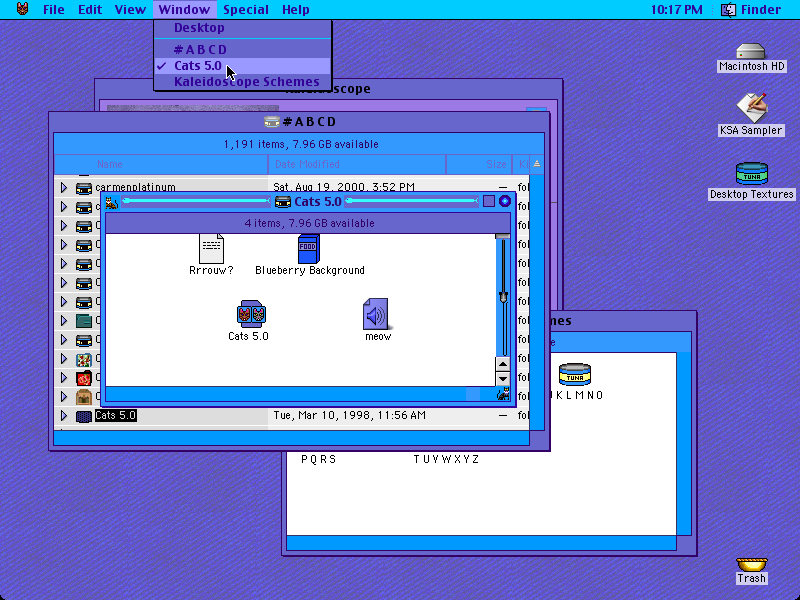 File Edit View Window Special Help 10:17 PM Finder
Desktop
#ABCD
✓ Cats 5.0
Kaleidoscope Schemes
Macintosh HD
KSA Sampler
TUNA
Desktop Textures
Trash
#ABCD
1,191 items, 7.96 GB available
Name Date Modified Size Ki
carmenplatinum Sat, Aug 19, 2000, 3:52 PM — fol
Cats 5.0
4 items, 7.96 GB available
Rrrouw?
FOOD
Blueberry Background
Cats 5.0
meow
Cats 5.0 Tue, Mar 10, 1998, 11:56 AM — fol
TUNA
KLMNO
PQRS TUVWXYZ